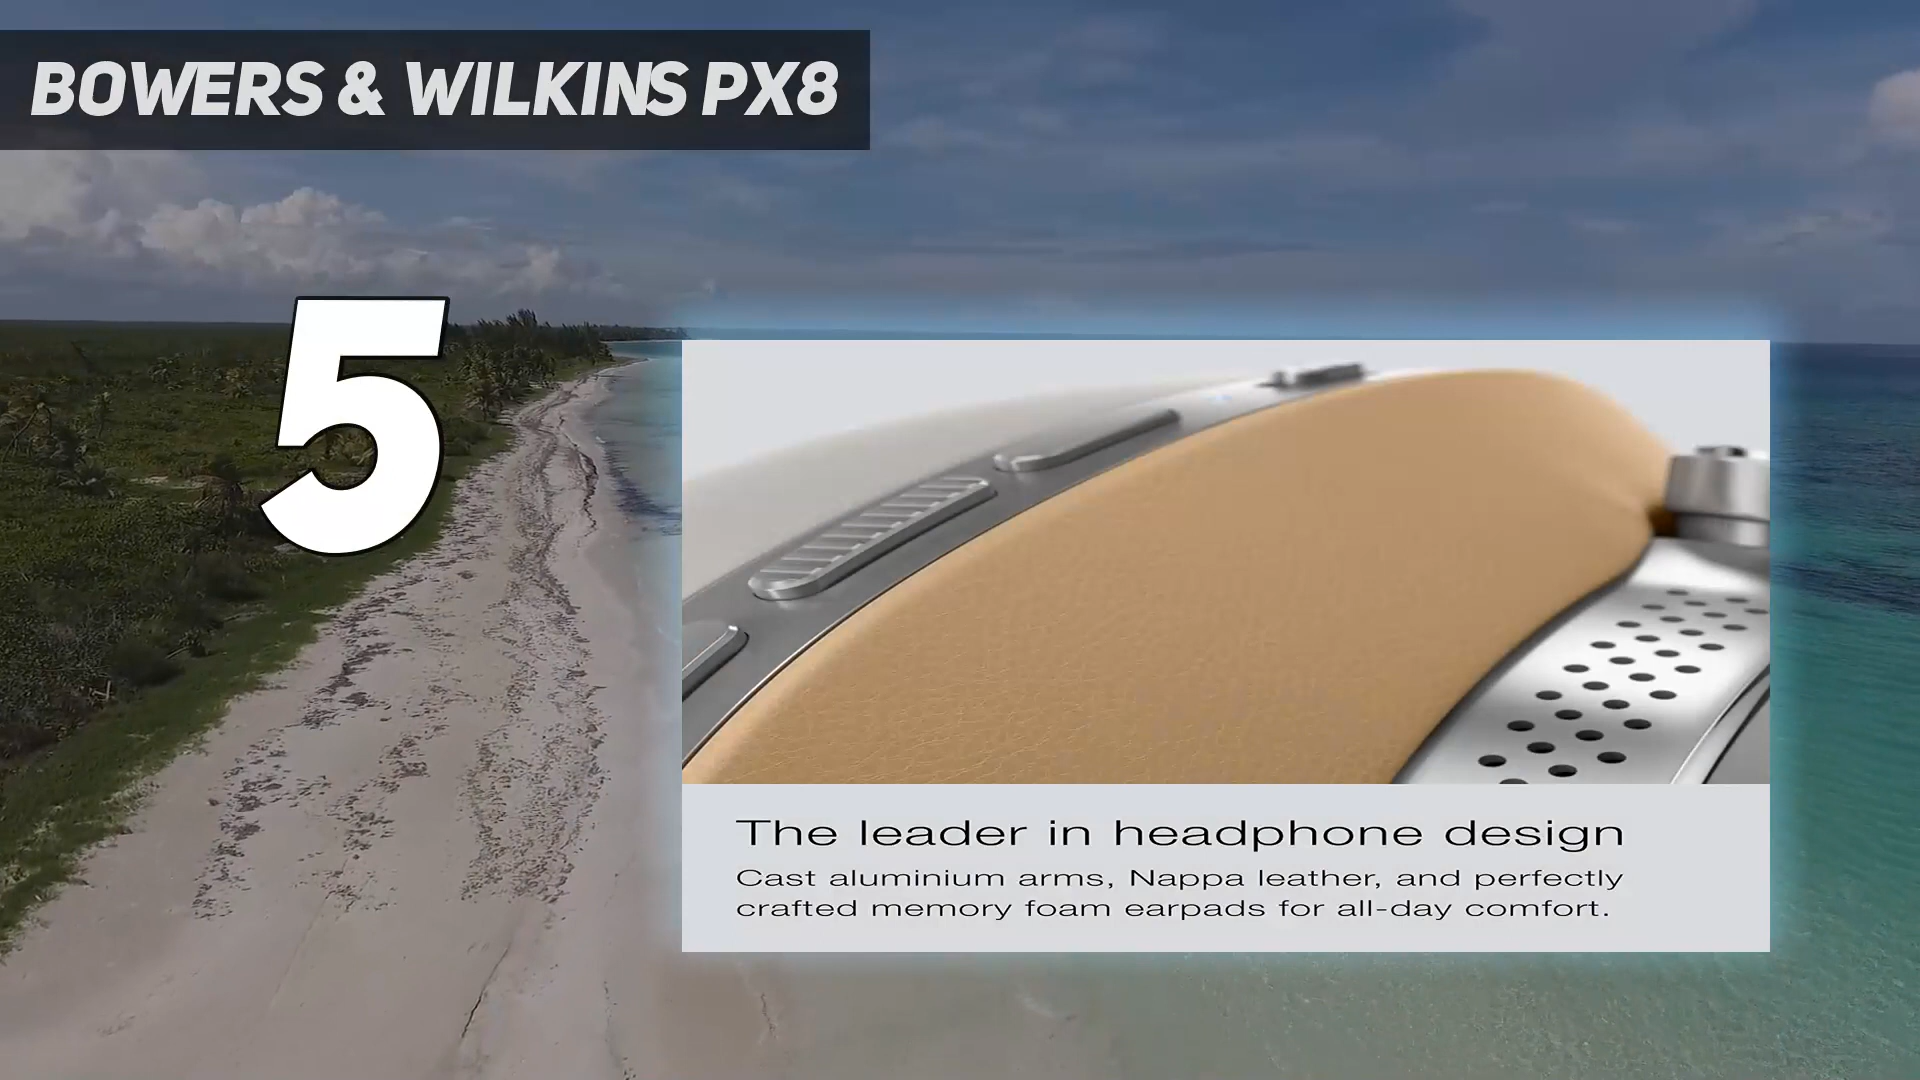 BOWERS & WILKINS PX8
5
The leader in headphone design
Cast aluminium arms, Nappa leather, and perfectly
crafted memory foam earpads for all-day comfort.